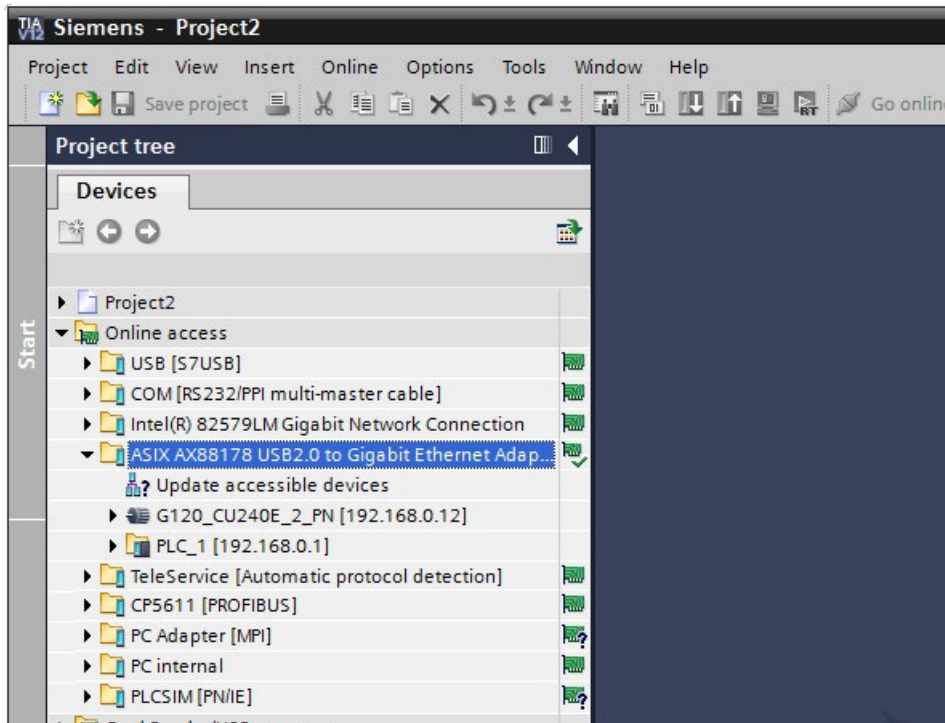 TIA V12 Siemens - Project2
Project Edit View Insert Online Options Tools Window Help
Save project Go onlin
Project tree
Devices
Start
Project2
Online access
USB [S7USB]
COM [RS232/PPI multi-master cable]
Intel(R) 82579LM Gigabit Network Connection
ASIX AX88178 USB2.0 to Gigabit Ethernet Adap...
Update accessible devices
G120_CU240E_2_PN [192.168.0.12]
PLC_1 [192.168.0.1]
TeleService [Automatic protocol detection]
CP5611 [PROFIBUS]
PC Adapter [MPI]
PC internal
PLCSIM [PN/IE]